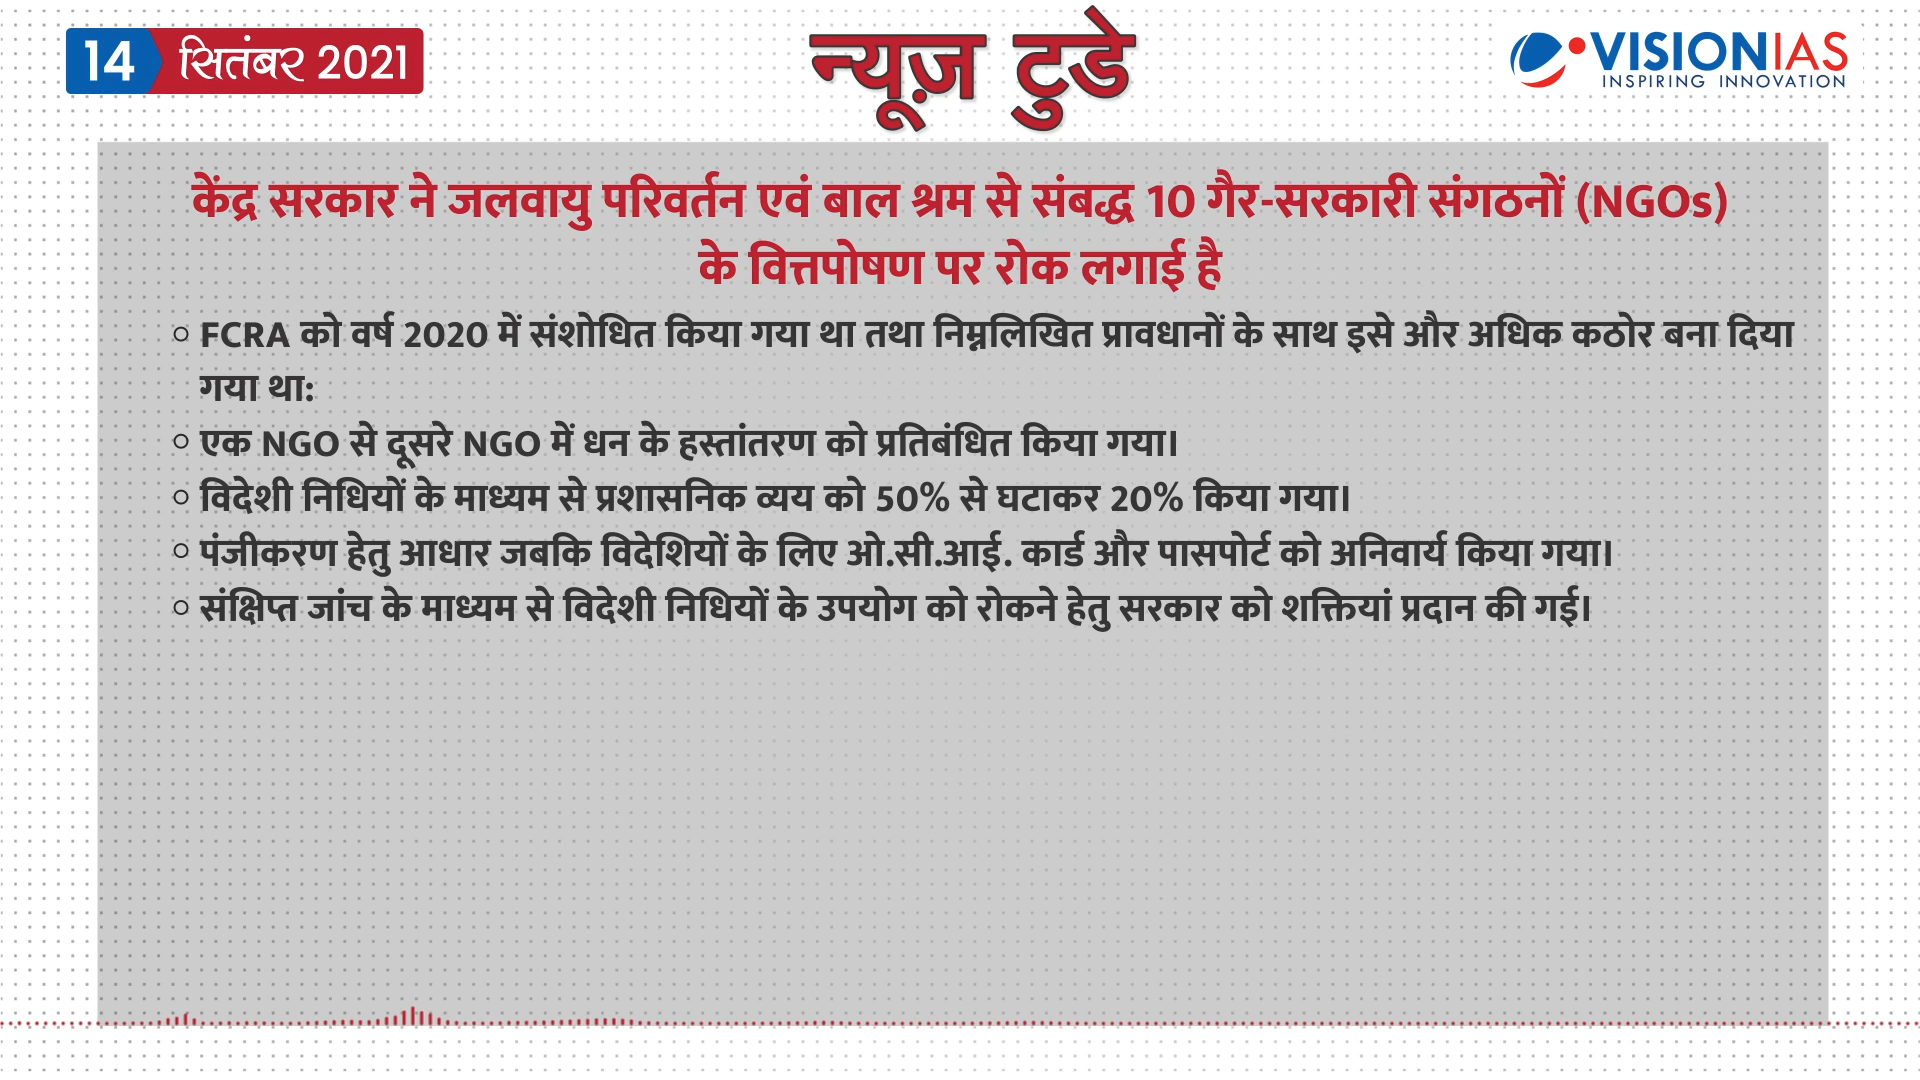 14 सितंबर 2021
न्यूज़ टुडे
VISIONIAS
INSPIRING INNOVATION
केंद्र सरकार ने जलवायु परिवर्तन एवं बाल श्रम से संबद्ध 10 गैर-सरकारी संगठनों (NGOs)
के वित्तपोषण पर रोक लगाई है
○ FCRA को वर्ष 2020 में संशोधित किया गया था तथा निम्नलिखित प्रावधानों के साथ इसे और अधिक कठोर बना दिया
गया था:
○ एक NGO से दूसरे NGO में धन के हस्तांतरण को प्रतिबंधित किया गया।
○ विदेशी निधियों के माध्यम से प्रशासनिक व्यय को 50% से घटाकर 20% किया गया।
○ पंजीकरण हेतु आधार जबकि विदेशियों के लिए ओ.सी.आई. कार्ड और पासपोर्ट को अनिवार्य किया गया।
○ संक्षिप्त जांच के माध्यम से विदेशी निधियों के उपयोग को रोकने हेतु सरकार को शक्तियां प्रदान की गई।